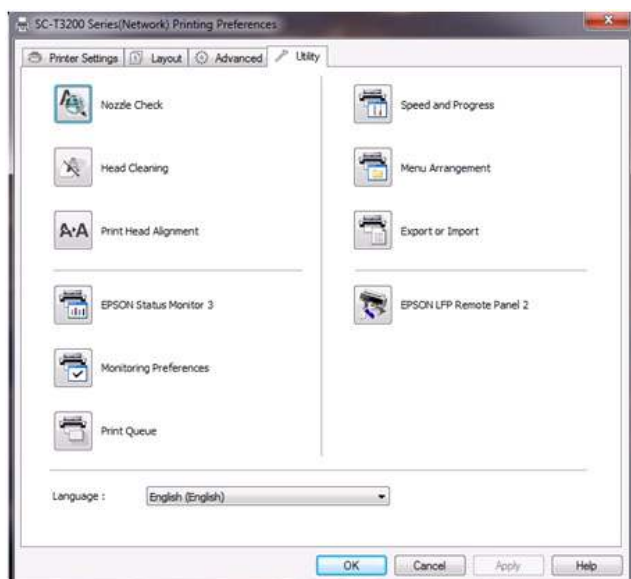 SC-T3200 Series(Network) Printing Preferences
Printer Settings
Layout
Advanced
Utility
Nozzle Check
Head Cleaning
Print Head Alignment
EPSON Status Monitor 3
Monitoring Preferences
Print Queue
Speed and Progress
Menu Arrangement
Export or Import
EPSON LFP Remote Panel 2
Language :
English (English)
OK
Cancel
Apply
Help